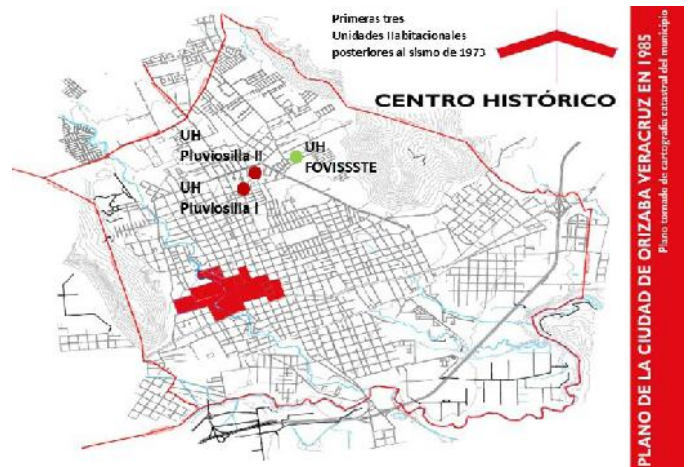 Primeras tres
Unidades Habitacionales
posteriores al sismo de 1973
CENTRO HISTÓRICO
UH
Pluviosilla II
UH
FOVISSSTE
UH
Pluviosilla I
PLANO DE LA CIUDAD DE ORIZABA VERACRUZ EN 1985
Plano tomado de cartografía catastral del municipio